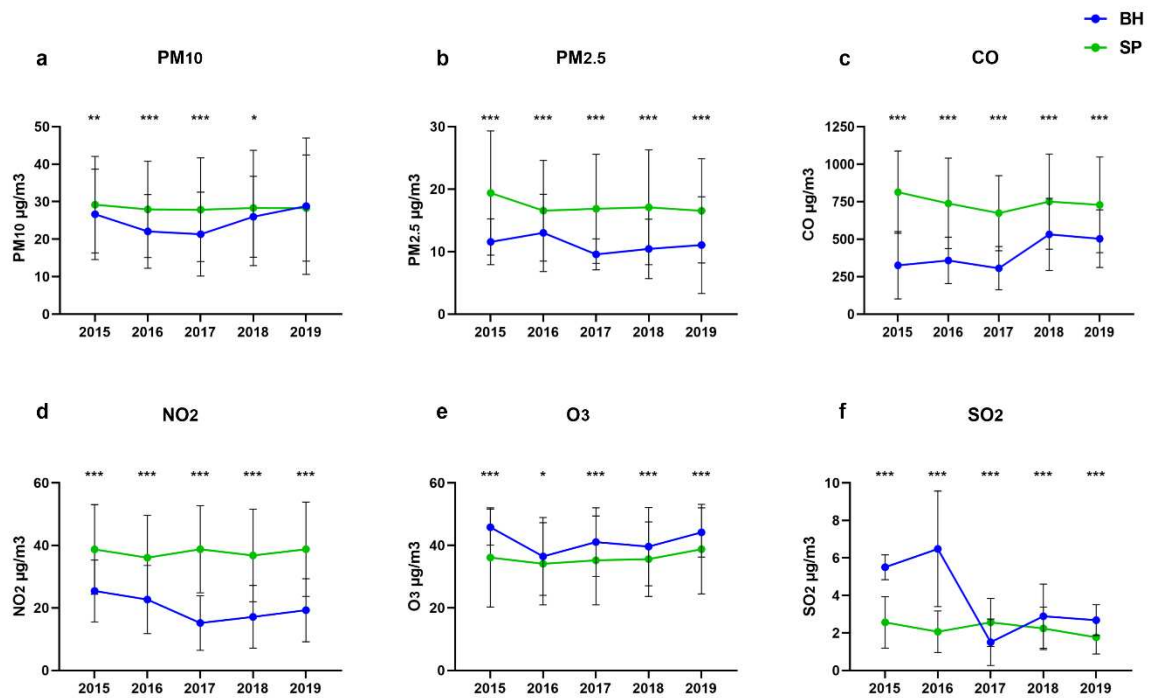 BH
SP
a PM10
b PM2.5
c CO
** *** *** *
*** *** *** *** ***
*** *** *** *** ***
PM10 µg/m3
50
40
30
20
10
0
2015 2016 2017 2018 2019
PM2.5 µg/m3
30
20
10
0
2015 2016 2017 2018 2019
CO µg/m3
1250
1000
750
500
250
0
2015 2016 2017 2018 2019
d NO2
e O3
f SO2
*** *** *** *** ***
*** * *** *** ***
*** *** *** *** ***
NO2 µg/m3
60
40
20
0
2015 2016 2017 2018 2019
O3 µg/m3
60
40
20
0
2015 2016 2017 2018 2019
SO2 µg/m3
10
8
6
4
2
0
2015 2016 2017 2018 2019